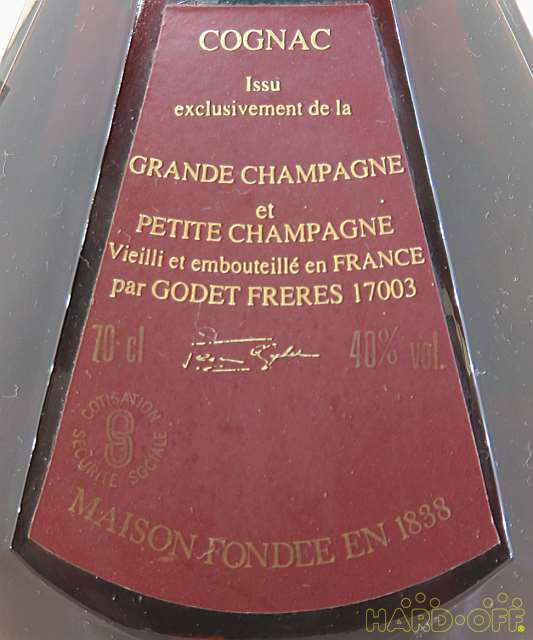 COGNAC
Issu
exclusivement de la
GRANDE CHAMPAGNE
et
PETITE CHAMPAGNE
Vieilli et embouteillé en FRANCE
par GODET FRERES 17003
70 cl
40% vol.
COTISATION
SECURITE SOCIALE
MAISON FONDEE EN 1838
HARD·OFF